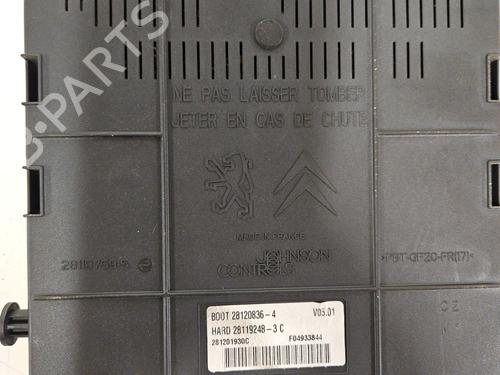 B-PARTS
NE PAS LAISSER TOMBER
JETER EN CAS DE CHUTE
MADE IN FRANCE
JOHNSON
CONTROLS
>PBT-GF20-FR(17)<
BOOT 28120836-4 V05.01
HARD 28119248-3 C
281201930C F04933844